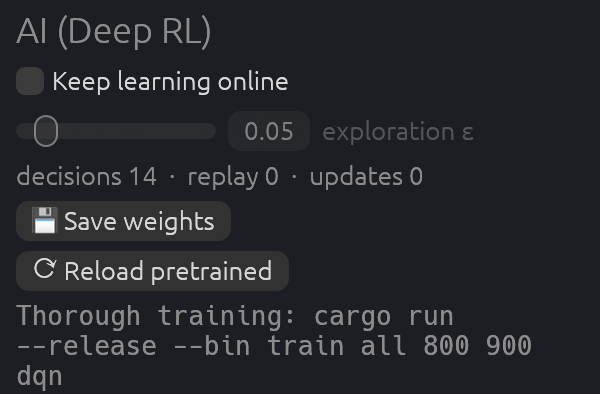 AI (Deep RL)
Keep learning online
0.05 exploration ε
decisions 14 · replay 0 · updates 0
💾 Save weights
⟳ Reload pretrained
Thorough training: cargo run
--release --bin train all 800 900
dqn